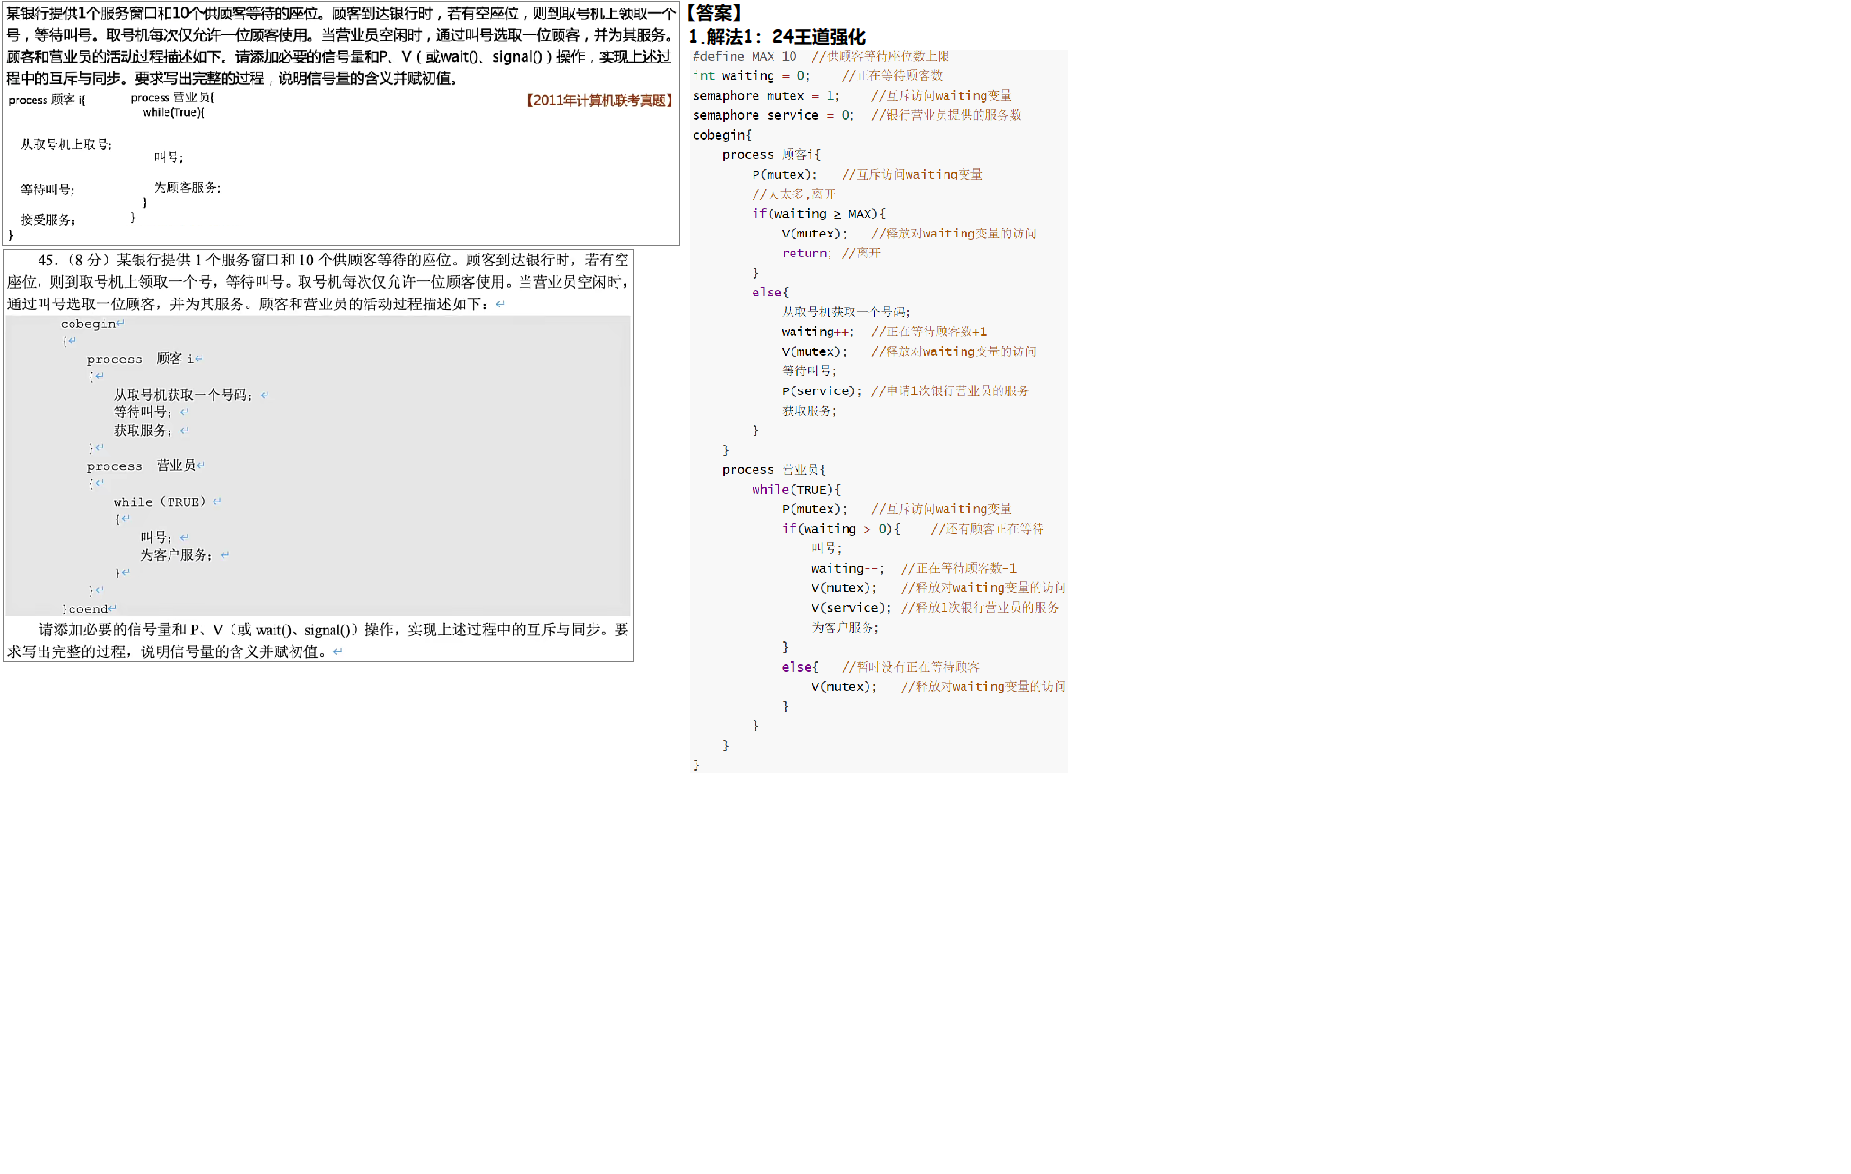 某银行提供1个服务窗口和10个供顾客等待的座位。顾客到达银行时，若有空座位，则到取号机上领取一个
号，等待叫号。取号机每次仅允许一位顾客使用。当营业员空闲时，通过叫号选取一位顾客，并为其服务。
顾客和营业员的活动过程描述如下。请添加必要的信号量和P、V（或wait()、signal()）操作，实现上述过
程中的互斥与同步。要求写出完整的过程，说明信号量的含义并赋初值。
【2011年计算机联考真题】
process 顾客 i{
从取号机上取号;
等待叫号;
接受服务;
}
process 营业员{
while(True){
叫号;
为顾客服务;
}
}
45.（8 分）某银行提供 1 个服务窗口和 10 个供顾客等待的座位。顾客到达银行时，若有空
座位，则到取号机上领取一个号，等待叫号。取号机每次仅允许一位顾客使用。当营业员空闲时，
通过叫号选取一位顾客，并为其服务。顾客和营业员的活动过程描述如下：↵
cobegin↵
{↵
process 顾客 i↵
{↵
从取号机获取一个号码；↵
等待叫号；↵
获取服务；↵
}↵
process 营业员↵
{↵
while（TRUE）↵
{↵
叫号；↵
为客户服务；↵
}↵
}↵
}coend↵
请添加必要的信号量和 P、V（或 wait()、signal()）操作，实现上述过程中的互斥与同步。要
求写出完整的过程，说明信号量的含义并赋初值。↵
【答案】
1.解法1：24王道强化
#define MAX 10 //供顾客等待座位数上限
int waiting = 0; //正在等待顾客数
semaphore mutex = 1; //互斥访问waiting变量
semaphore service = 0; //银行营业员提供的服务数
cobegin{
process 顾客i{
P(mutex); //互斥访问waiting变量
//人太多,离开
if(waiting ≥ MAX){
V(mutex); //释放对waiting变量的访问
return; //离开
}
else{
从取号机获取一个号码;
waiting++; //正在等待顾客数+1
V(mutex); //释放对waiting变量的访问
等待叫号;
P(service); //申请1次银行营业员的服务
获取服务;
}
}
process 营业员{
while(TRUE){
P(mutex); //互斥访问waiting变量
if(waiting > 0){ //还有顾客正在等待
叫号;
waiting--; //正在等待顾客数-1
V(mutex); //释放对waiting变量的访问
V(service); //释放1次银行营业员的服务
为客户服务;
}
else{ //暂时没有正在等待顾客
V(mutex); //释放对waiting变量的访问
}
}
}
}